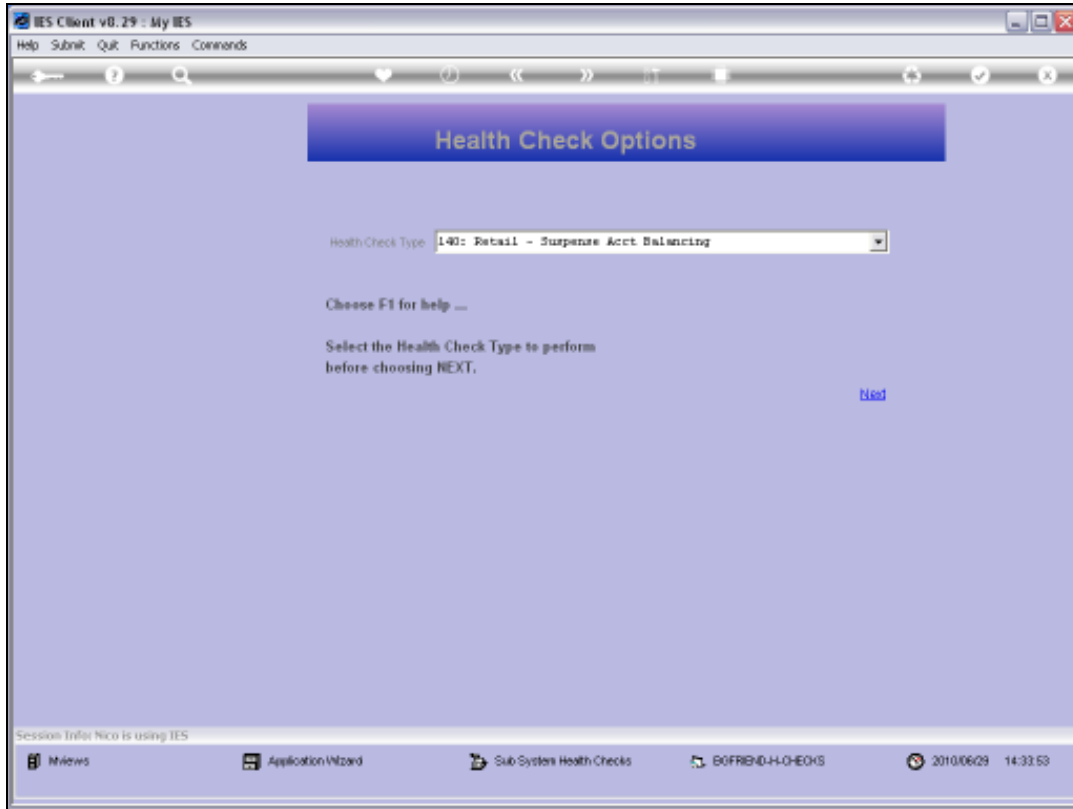 IES Client v8.29 : My IES
Help Submit Quit Functions Commands
Health Check Options
Health Check Type 140: Retail - Suspense Acct Balancing
Choose F1 for help ...
Select the Health Check Type to perform
before choosing NEXT.
Next
Session Info: Nico is using IES
Mviews Application Wizard Sub System Health Checks BGFRIEND-H-CHECKS 2010/06/29 14:33:53